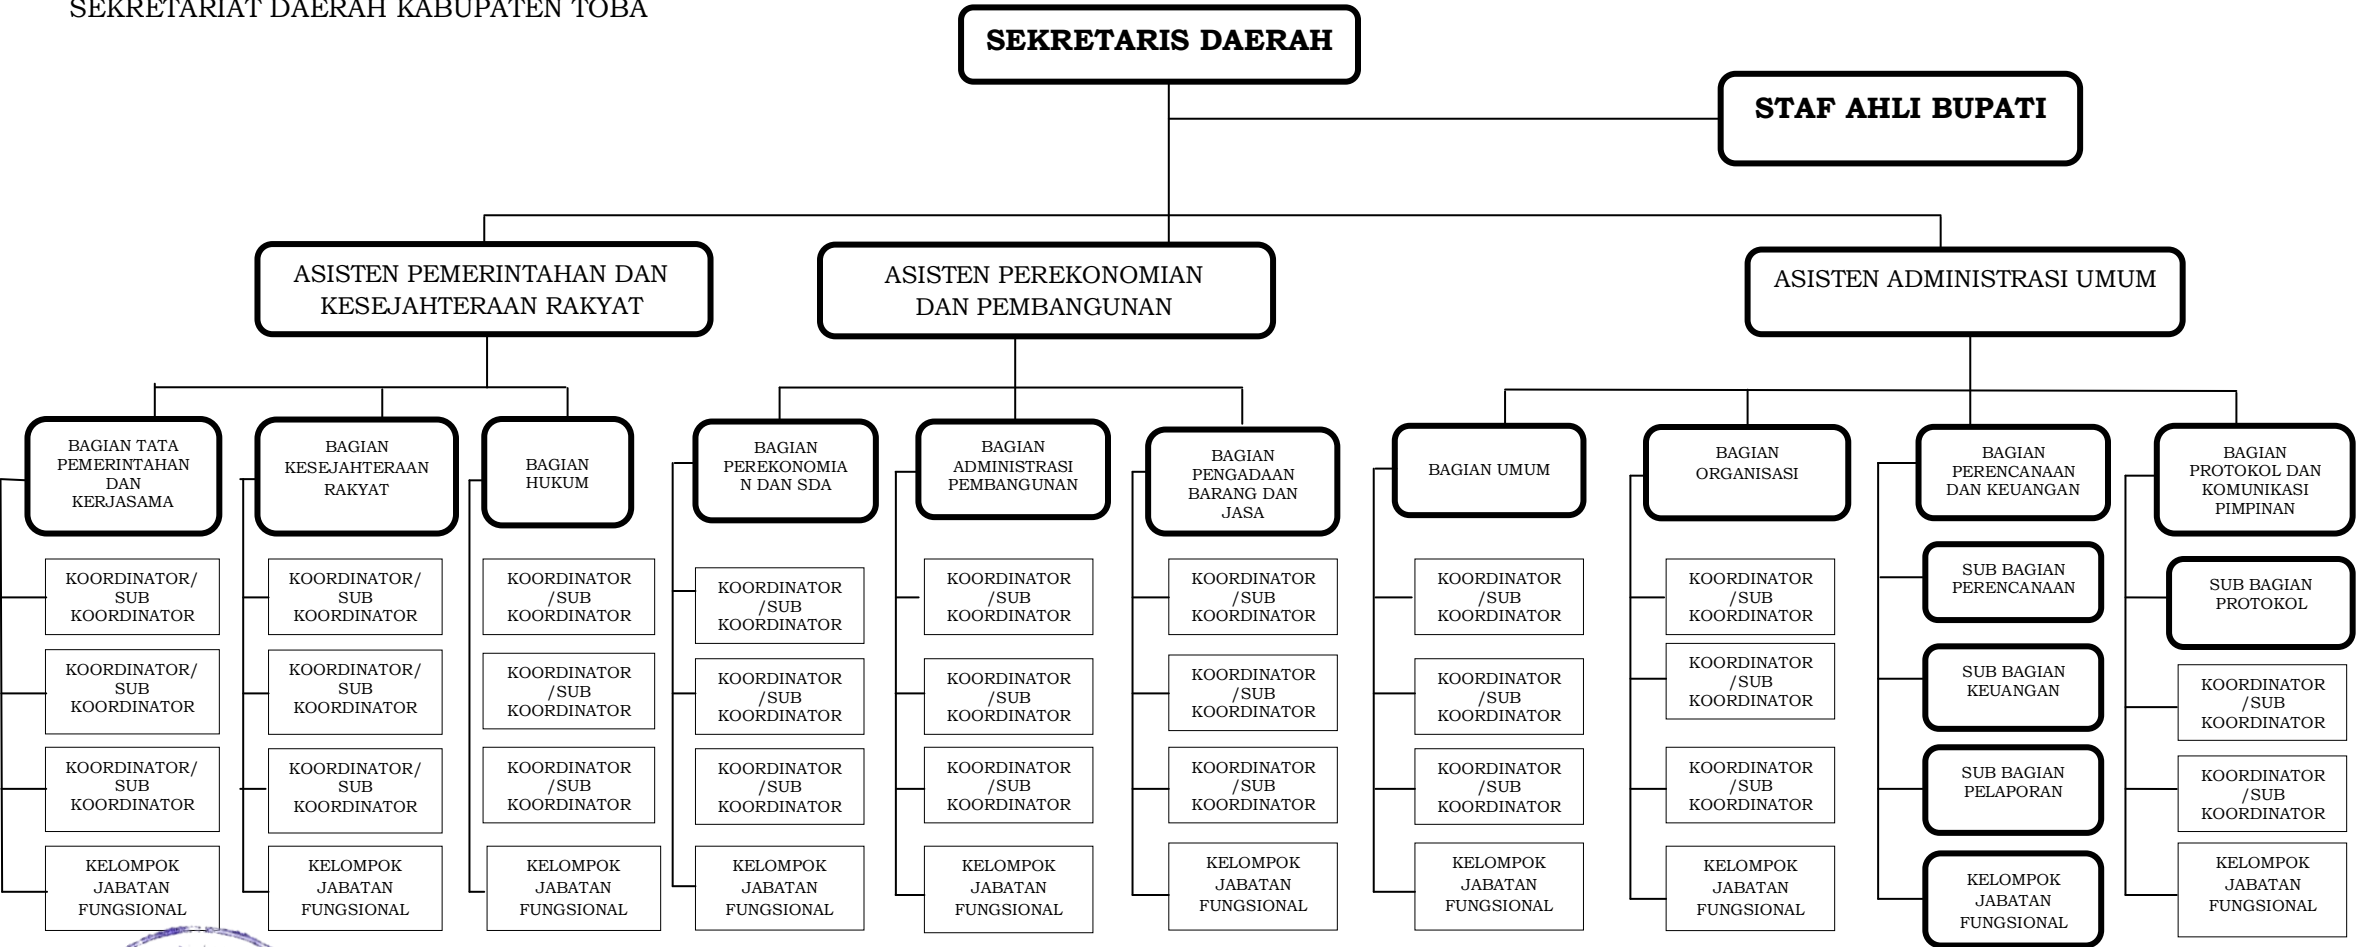 SEKRETARIAT DAERAH KABUPATEN TOBA
SEKRETARIS DAERAH
STAF AHLI BUPATI
ASISTEN PEMERINTAHAN DAN
KESEJAHTERAAN RAKYAT
ASISTEN PEREKONOMIAN
DAN PEMBANGUNAN
ASISTEN ADMINISTRASI UMUM
BAGIAN TATA
PEMERINTAHAN
DAN
KERJASAMA
KOORDINATOR/
SUB
KOORDINATOR
KOORDINATOR/
SUB
KOORDINATOR
KOORDINATOR/
SUB
KOORDINATOR
KELOMPOK
JABATAN
FUNGSIONAL
BAGIAN
KESEJAHTERAAN
RAKYAT
KOORDINATOR/
SUB
KOORDINATOR
KOORDINATOR/
SUB
KOORDINATOR
KOORDINATOR/
SUB
KOORDINATOR
KELOMPOK
JABATAN
FUNGSIONAL
BAGIAN
HUKUM
KOORDINATOR
/SUB
KOORDINATOR
KOORDINATOR
/SUB
KOORDINATOR
KOORDINATOR
/SUB
KOORDINATOR
KELOMPOK
JABATAN
FUNGSIONAL
BAGIAN
PEREKONOMIA
N DAN SDA
KOORDINATOR
/SUB
KOORDINATOR
KOORDINATOR
/SUB
KOORDINATOR
KOORDINATOR
/SUB
KOORDINATOR
KELOMPOK
JABATAN
FUNGSIONAL
BAGIAN
ADMINISTRASI
PEMBANGUNAN
KOORDINATOR
/SUB
KOORDINATOR
KOORDINATOR
/SUB
KOORDINATOR
KOORDINATOR
/SUB
KOORDINATOR
KELOMPOK
JABATAN
FUNGSIONAL
BAGIAN
PENGADAAN
BARANG DAN
JASA
KOORDINATOR
/SUB
KOORDINATOR
KOORDINATOR
/SUB
KOORDINATOR
KOORDINATOR
/SUB
KOORDINATOR
KELOMPOK
JABATAN
FUNGSIONAL
BAGIAN UMUM
KOORDINATOR
/SUB
KOORDINATOR
KOORDINATOR
/SUB
KOORDINATOR
KOORDINATOR
/SUB
KOORDINATOR
KELOMPOK
JABATAN
FUNGSIONAL
BAGIAN
ORGANISASI
KOORDINATOR
/SUB
KOORDINATOR
KOORDINATOR
/SUB
KOORDINATOR
KOORDINATOR
/SUB
KOORDINATOR
KELOMPOK
JABATAN
FUNGSIONAL
BAGIAN
PERENCANAAN
DAN KEUANGAN
SUB BAGIAN
PERENCANAAN
SUB BAGIAN
KEUANGAN
SUB BAGIAN
PELAPORAN
KELOMPOK
JABATAN
FUNGSIONAL
BAGIAN
PROTOKOL DAN
KOMUNIKASI
PIMPINAN
SUB BAGIAN
PROTOKOL
KOORDINATOR
/SUB
KOORDINATOR
KOORDINATOR
/SUB
KOORDINATOR
KELOMPOK
JABATAN
FUNGSIONAL